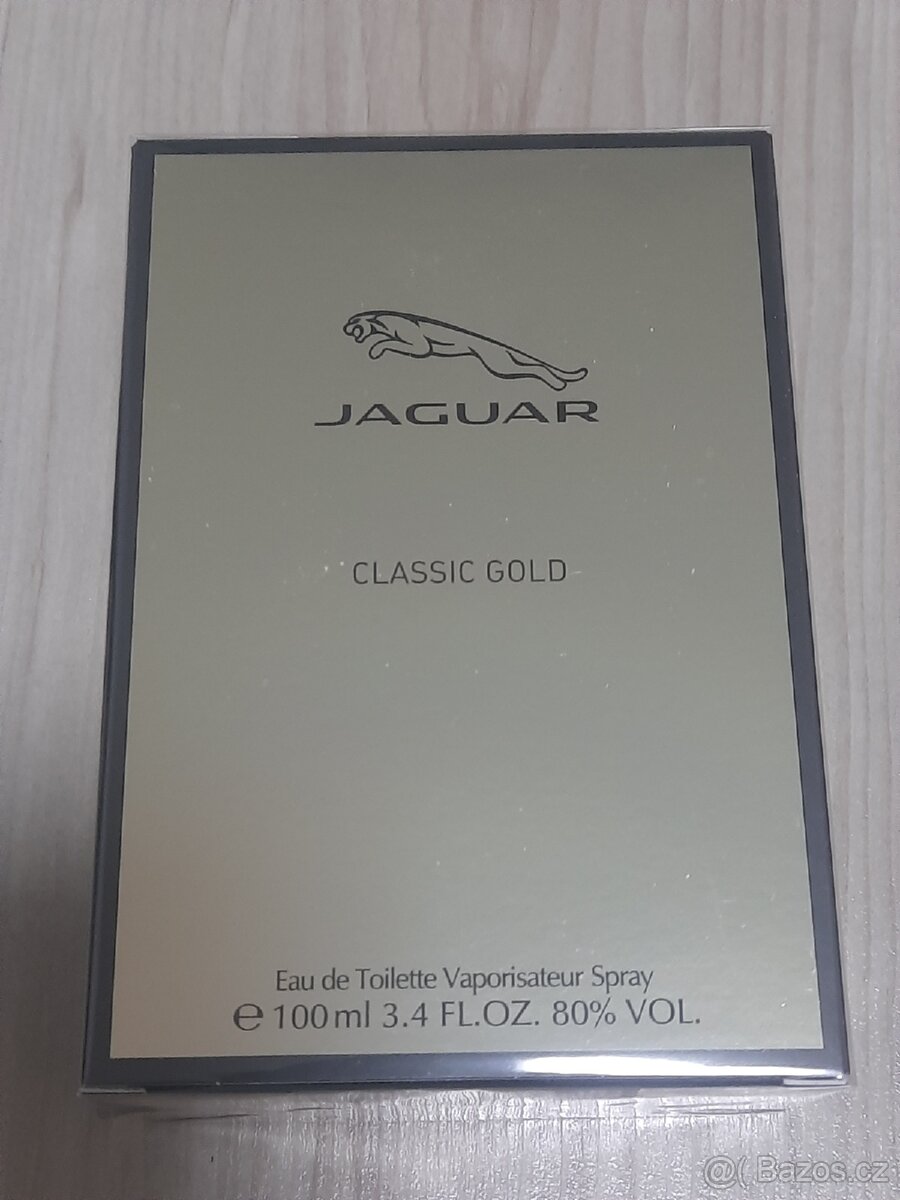 JAGUAR
CLASSIC GOLD
Eau de Toilette Vaporisateur Spray
℮ 100 ml 3.4 FL.OZ. 80% VOL.
@( Bazos.cz